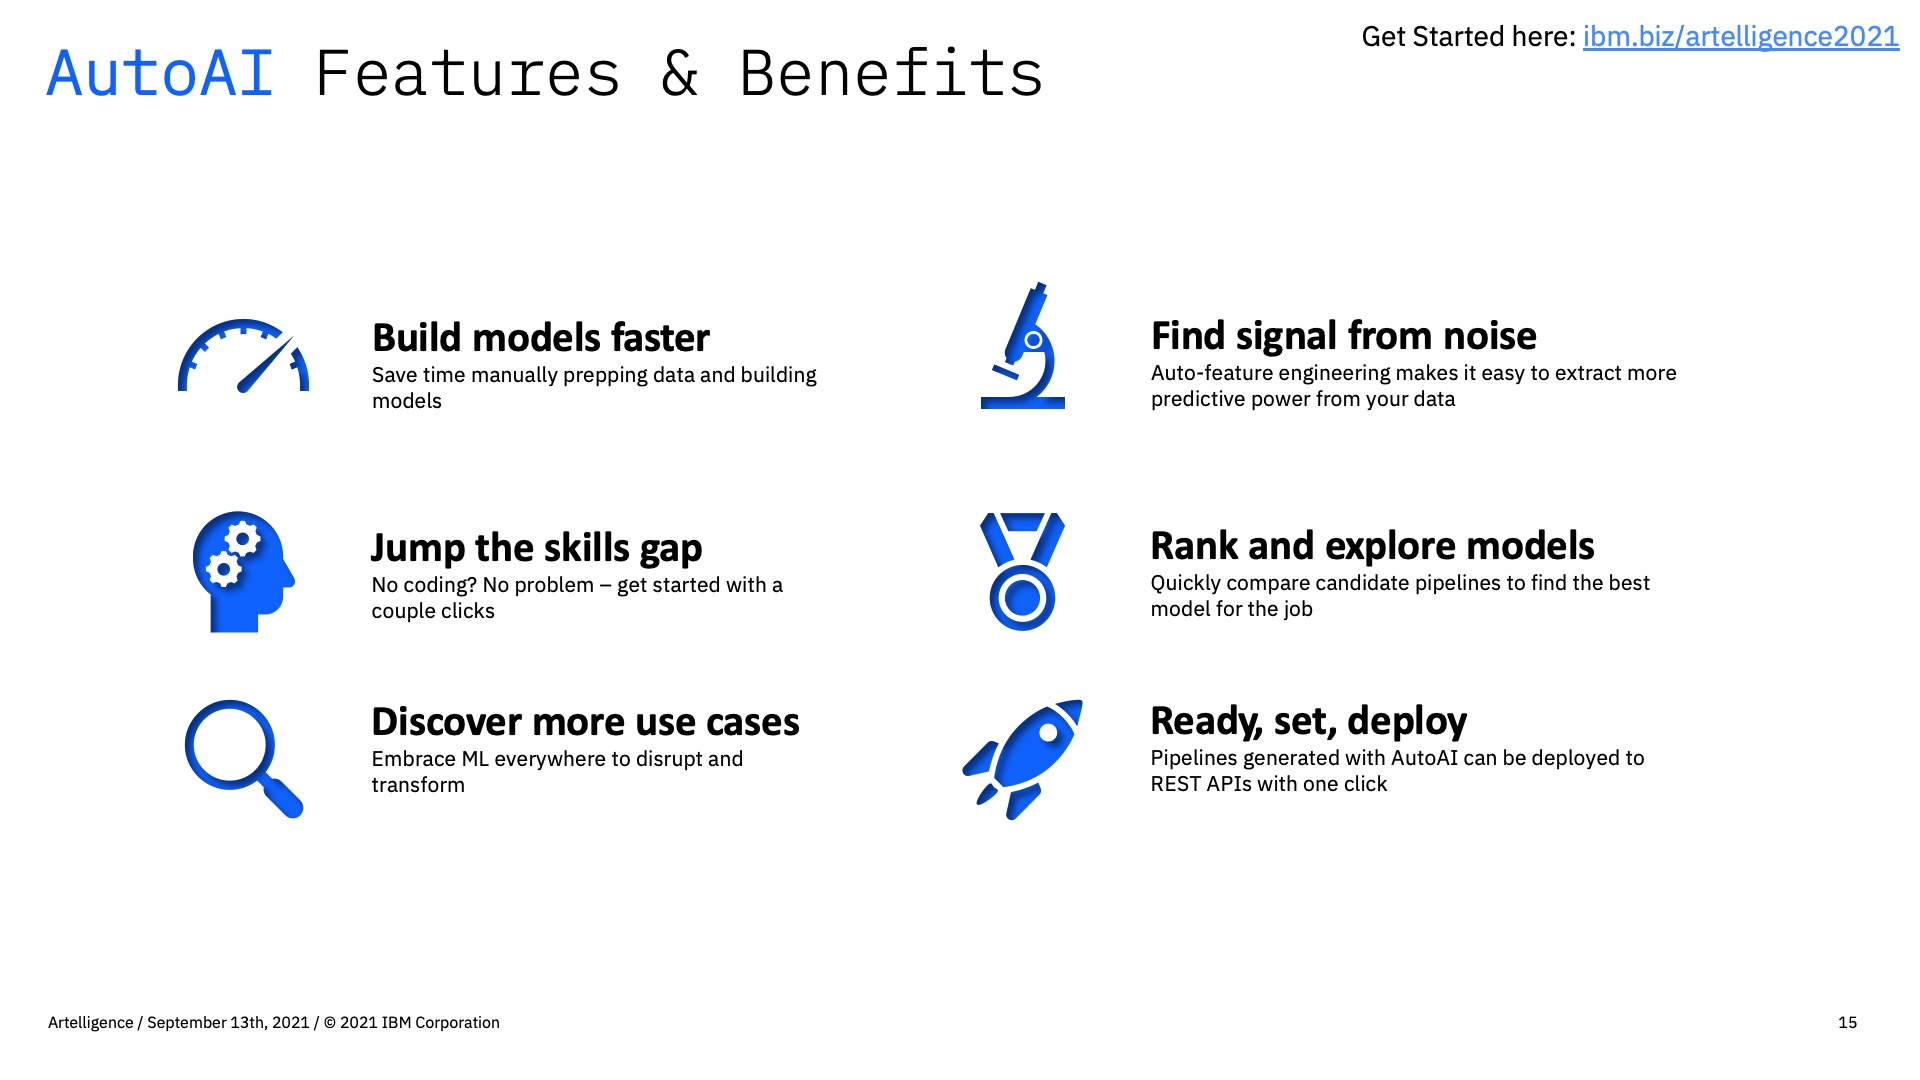 AutoAI Features & Benefits
Get Started here: ibm.biz/artelligence2021
Build models faster
Save time manually prepping data and building
models
Find signal from noise
Auto-feature engineering makes it easy to extract more
predictive power from your data
Jump the skills gap
No coding? No problem – get started with a
couple clicks
Rank and explore models
Quickly compare candidate pipelines to find the best
model for the job
Discover more use cases
Embrace ML everywhere to disrupt and
transform
Ready, set, deploy
Pipelines generated with AutoAI can be deployed to
REST APIs with one click
Artelligence / September 13th, 2021 / © 2021 IBM Corporation
15